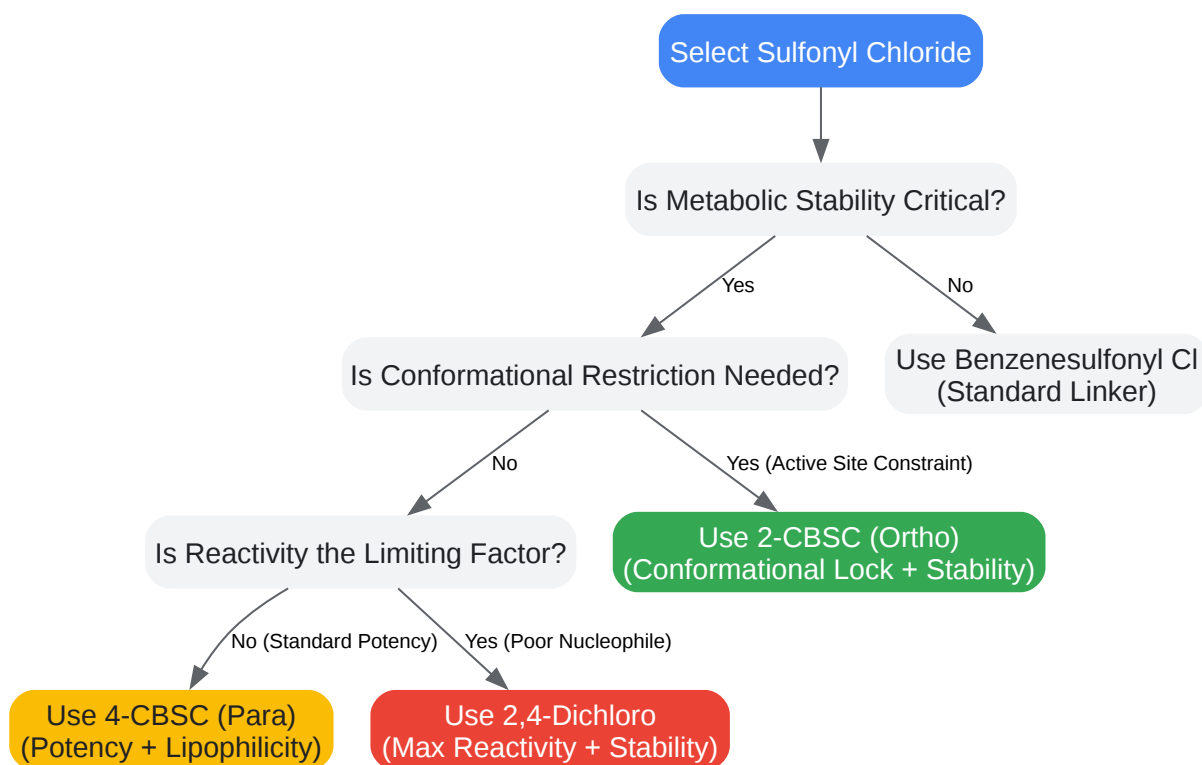 Select Sulfonyl Chloride
Is Metabolic Stability Critical?
Yes
No
Is Conformational Restriction Needed?
Use Benzenesulfonyl Cl
(Standard Linker)
No
Yes (Active Site Constraint)
Is Reactivity the Limiting Factor?
Use 2-CBSC (Ortho)
(Conformational Lock + Stability)
No (Standard Potency)
Yes (Poor Nucleophile)
Use 4-CBSC (Para)
(Potency + Lipophilicity)
Use 2,4-Dichloro
(Max Reactivity + Stability)